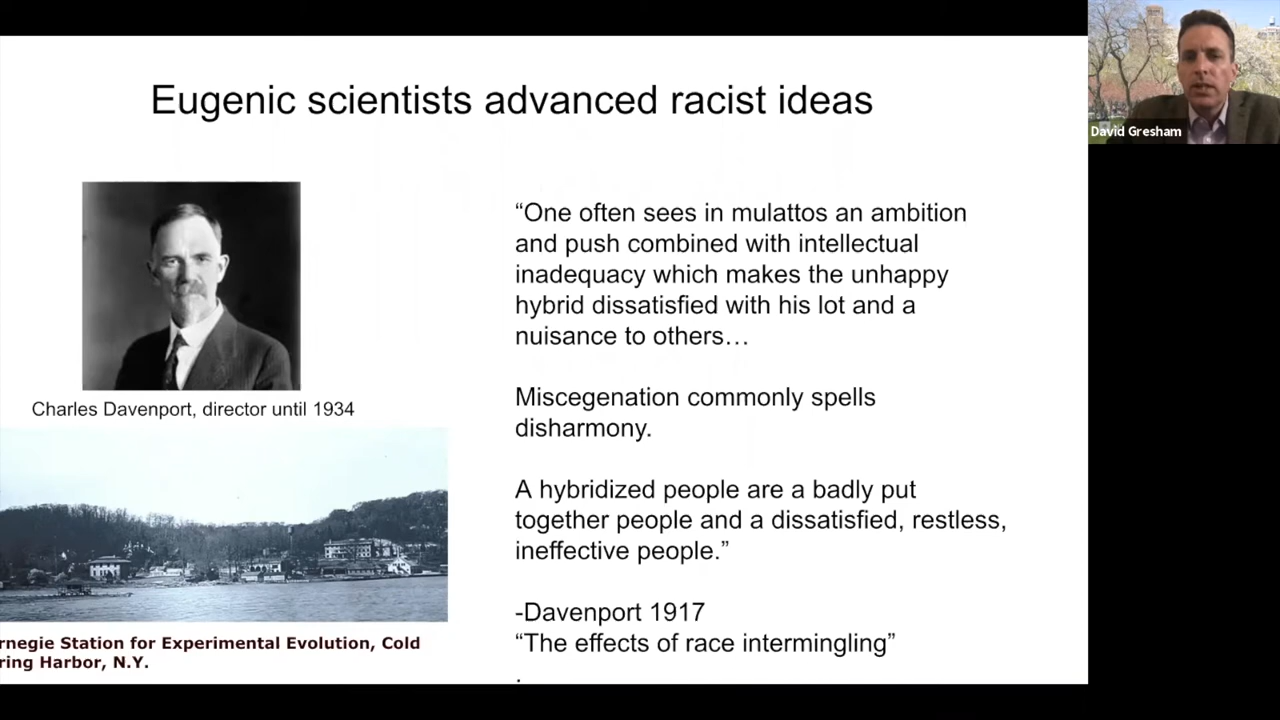 Eugenic scientists advanced racist ideas
David Gresham
“One often sees in mulattos an ambition
and push combined with intellectual
inadequacy which makes the unhappy
hybrid dissatisfied with his lot and a
nuisance to others…
Miscegenation commonly spells
disharmony.
A hybridized people are a badly put
together people and a dissatisfied, restless,
ineffective people.”
-Davenport 1917
“The effects of race intermingling”
.
Charles Davenport, director until 1934
rnegie Station for Experimental Evolution, Cold
ring Harbor, N.Y.